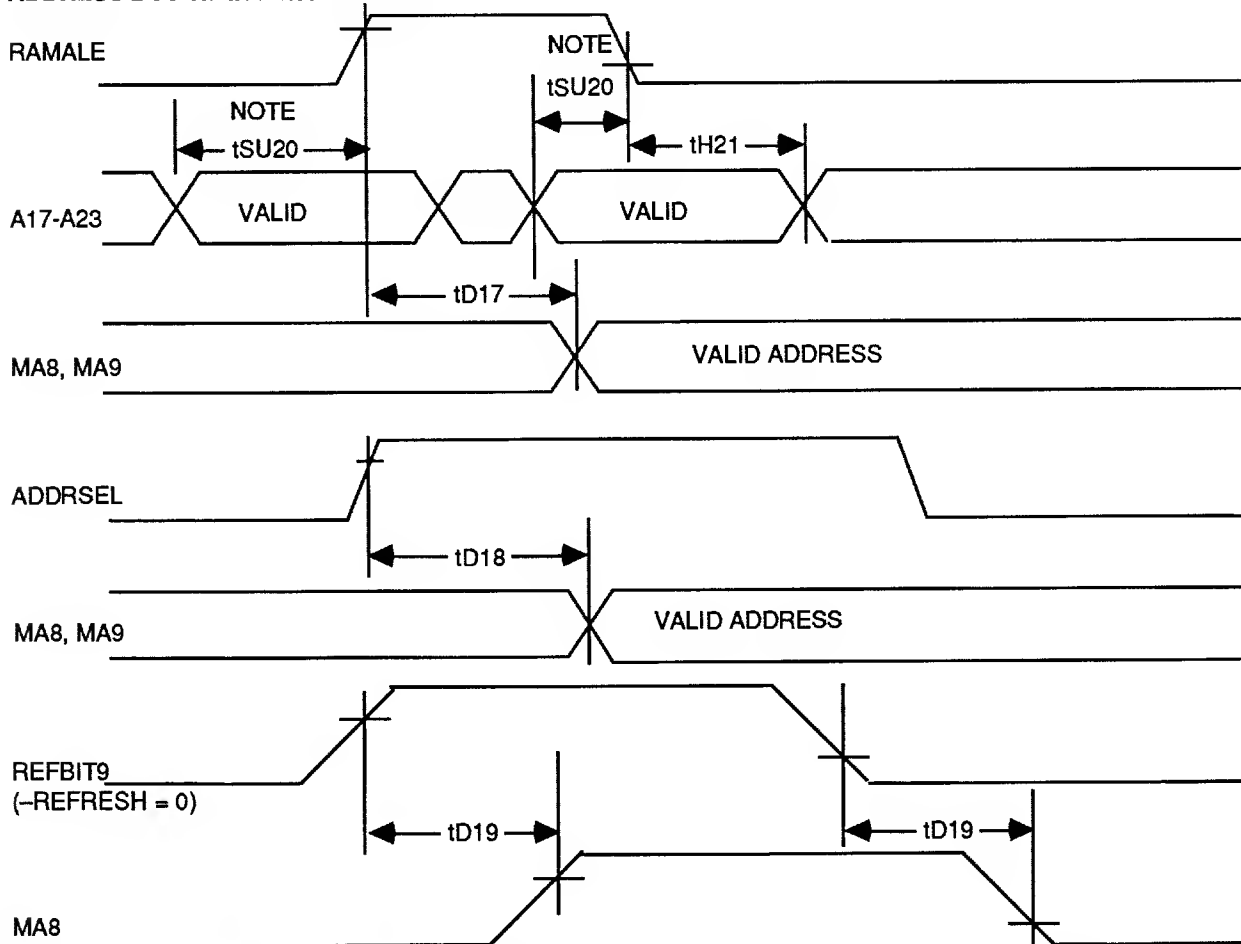 RAMALE
NOTE
tSU20
NOTE
tSU20
tH21
A17-A23
VALID
VALID
tD17
MA8, MA9
VALID ADDRESS
ADDRSEL
tD18
MA8, MA9
VALID ADDRESS
REFBIT9
(–REFRESH = 0)
tD19
tD19
MA8